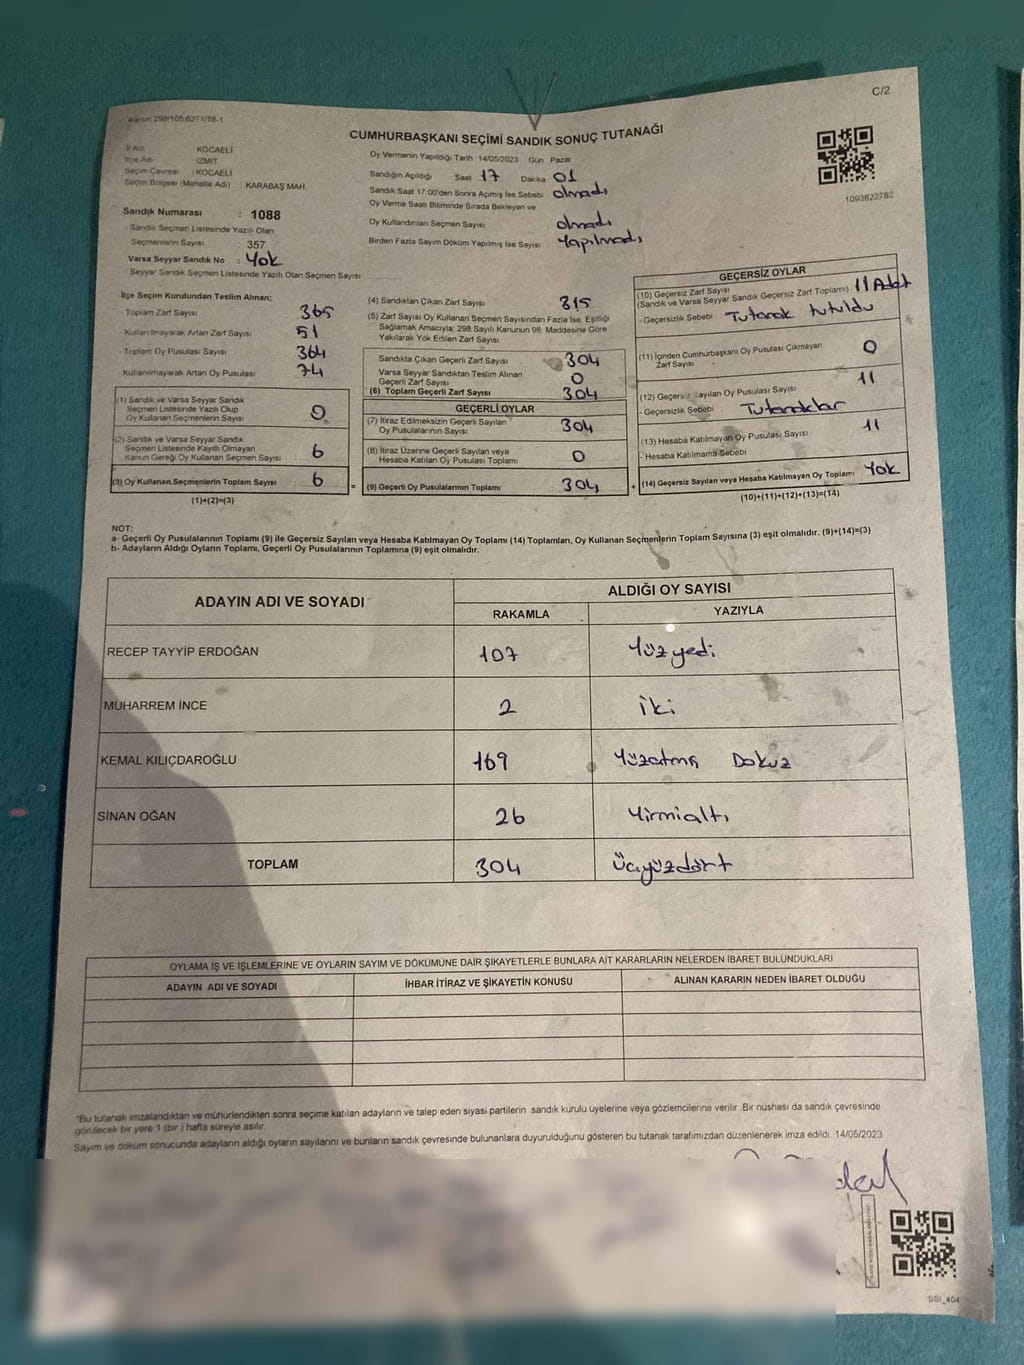 Kanun 298/105,6271/18-1
C/2
CUMHURBAŞKANI SEÇİMİ SANDIK SONUÇ TUTANAĞI
İl Adı KOCAELİ
İlçe Adı İZMİT
Seçim Çevresi : KOCAELİ
Seçim Bölgesi (Mahalle Adı) KARABAŞ MAH.
Oy Vermenin Yapıldığı Tarih 14/05/2023 Gün Pazar
Sandığın Açıldığı Saat 17 Dakika 01
Sandık Saat 17:00'den Sonra Açılmış İse Sebebi olmadı
Oy Verme Saati Bitiminde Sırada Bekleyen ve
Oy Kullandırılan Seçmen Sayısı olmadı
Birden Fazla Sayım Döküm Yapılmış İse Sayısı Yapılmadı
1093822782
Sandık Numarası : 1088
Sandık Seçmen Listesinde Yazılı Olan
Seçmenlerin Sayısı : 357
Varsa Seyyar Sandık No : Yok
Seyyar Sandık Seçmen Listesinde Yazılı Olan Seçmen Sayısı
İlçe Seçim Kurulundan Teslim Alınan;
Toplam Zarf Sayısı 365
Kullanılmayarak Artan Zarf Sayısı 51
Toplam Oy Pusulası Sayısı 364
Kullanılmayarak Artan Oy Pusulası 74
(1) Sandık ve Varsa Seyyar Sandık
Seçmen Listesinde Yazılı Olup
Oy Kullanan Seçmenlerin Sayısı 0
(2) Sandık ve Varsa Seyyar Sandık
Seçmen Listesinde Kayıtlı Olmayan
Kanun Gereği Oy Kullanan Seçmen Sayısı 6
(3) Oy Kullanan Seçmenlerin Toplam Sayısı 6
(1)+(2)=(3)
(4) Sandıktan Çıkan Zarf Sayısı 315
(5) Zarf Sayısı Oy Kullanan Seçmen Sayısından Fazla İse, Eşitliği
Sağlamak Amacıyla; 298 Sayılı Kanunun 98. Maddesine Göre
Yakılarak Yok Edilen Zarf Sayısı
Sandıkta Çıkan Geçerli Zarf Sayısı 304
Varsa Seyyar Sandıktan Teslim Alınan
Geçerli Zarf Sayısı 0
(6) Toplam Geçerli Zarf Sayısı 304
GEÇERLİ OYLAR
(7) İtiraz Edilmeksizin Geçerli Sayılan
Oy Pusulalarının Sayısı 304
(8) İtiraz Üzerine Geçerli Sayılan veya
Hesaba Katılan Oy Pusulası Toplamı 0
= (9) Geçerli Oy Pusulalarının Toplamı 304
GEÇERSİZ OYLAR
(10) Geçersiz Zarf Sayısı
(Sandık ve Varsa Seyyar Sandık Geçersiz Zarf Toplamı) 11 Adet
- Geçersizlik Sebebi Tutanak tutuldu
(11) İçinden Cumhurbaşkanı Oy Pusulası Çıkmayan
Zarf Sayısı 0
(12) Geçersiz Sayılan Oy Pusulası Sayısı 11
- Geçersizlik Sebebi Tutanaklar
(13) Hesaba Katılmayan Oy Pusulası Sayısı 11
- Hesaba Katılmama Sebebi
+ (14) Geçersiz Sayılan veya Hesaba Katılmayan Oy Toplamı Yok
(10)+(11)+(12)+(13)=(14)
NOT:
a- Geçerli Oy Pusulalarının Toplamı (9) ile Geçersiz Sayılan veya Hesaba Katılmayan Oy Toplamı (14) Toplamları, Oy Kullanan Seçmenlerin Toplam Sayısına (3) eşit olmalıdır. (9)+(14)=(3)
b- Adayların Aldığı Oyların Toplamı, Geçerli Oy Pusulalarının Toplamına (9) eşit olmalıdır.
ADAYIN ADI VE SOYADI
ALDIĞI OY SAYISI
RAKAMLA YAZIYLA
RECEP TAYYİP ERDOĞAN 107 Yüz yedi
MUHARREM İNCE 2 İki
KEMAL KILIÇDAROĞLU 169 Yüzatmış Dokuz
SİNAN OĞAN 26 Yirmialtı
TOPLAM 304 Üçyüzdört
OYLAMA İŞ VE İŞLEMLERİNE VE OYLARIN SAYIM VE DÖKÜMÜNE DAİR ŞİKAYETLERLE BUNLARA AİT KARARLARIN NELERDEN İBARET BULUNDUKLARI
ADAYIN ADI VE SOYADI İHBAR İTİRAZ VE ŞİKAYETİN KONUSU ALINAN KARARIN NEDEN İBARET OLDUĞU
*Bu tutanak imzalandıktan ve mühürlendikten sonra seçime katılan adayların ve talep eden siyasi partilerin sandık kurulu üyelerine veya gözlemcilerine verilir. Bir nüshası da sandık çevresinde
görülecek bir yere 1 (bir ) hafta süreyle asılır.
Sayım ve döküm sonucunda adayların aldığı oyların sayılarını ve bunların sandık çevresinde bulunanlara duyurulduğunu gösteren bu tutanak tarafımızdan düzenlenerek imza edildi. 14/05/2023
SSI_404